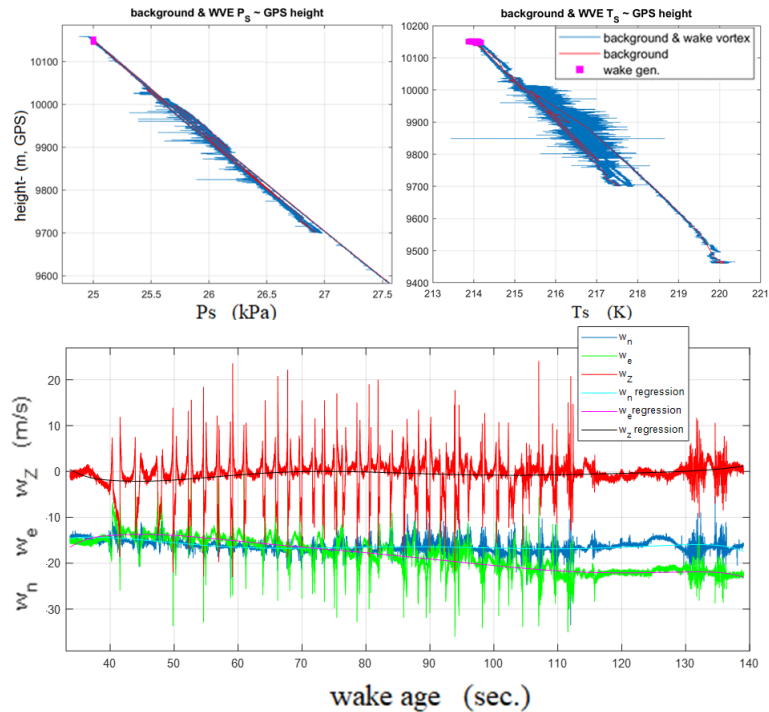 background & WVE P_S ~ GPS height
10100
10000
9900
9800
9700
9600
height- (m, GPS)
25
25.5
26
26.5
27
27.5
Ps (kPa)
background & WVE T_S ~ GPS height
10200
10100
10000
9900
9800
9700
9600
9500
9400
background & wake vortex
background
wake gen.
213
214
215
216
217
218
219
220
221
Ts (K)
20
10
0
-10
-20
-30
w_n w_e w_Z (m/s)
w_n
w_e
w_Z
w_n regression
w_e regression
w_z regression
40
50
60
70
80
90
100
110
120
130
140
wake age (sec.)